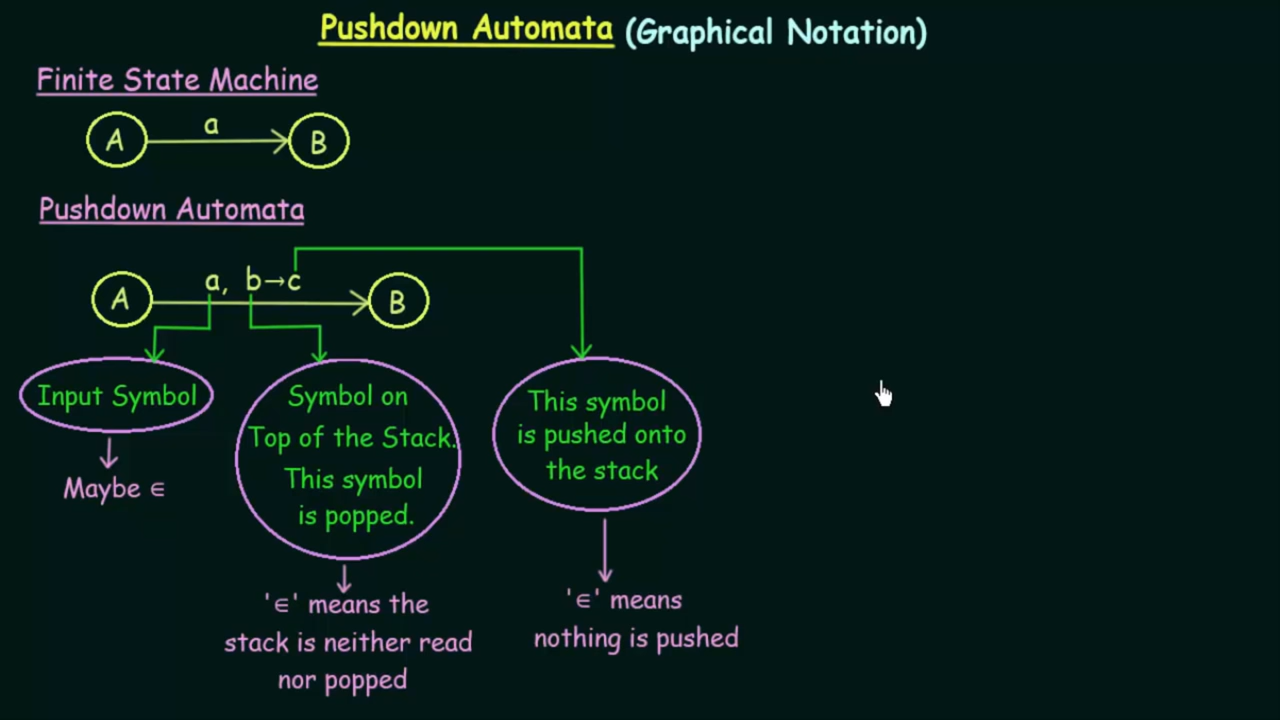 Pushdown Automata (Graphical Notation)
Finite State Machine
A a B
Pushdown Automata
A a, b→c B
Input Symbol
Maybe ∈
Symbol on
Top of the Stack.
This symbol
is popped.
'∈' means the
stack is neither read
nor popped
This symbol
is pushed onto
the stack
'∈' means
nothing is pushed